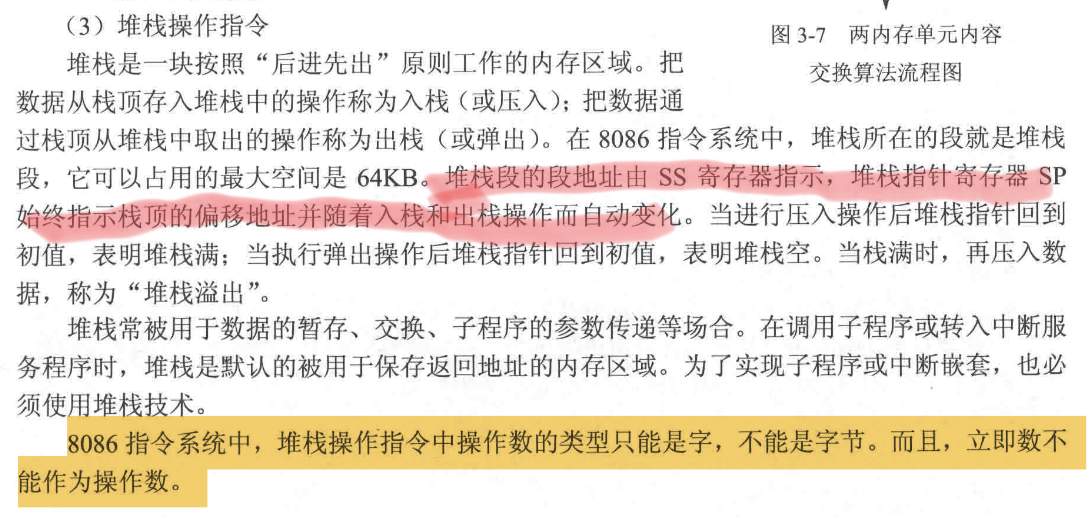 （3）堆栈操作指令
图 3-7 两内存单元内容
交换算法流程图
堆栈是一块按照“后进先出”原则工作的内存区域。把
数据从栈顶存入堆栈中的操作称为入栈（或压入）；把数据通
过栈顶从堆栈中取出的操作称为出栈（或弹出）。在 8086 指令系统中，堆栈所在的段就是堆栈
段，它可以占用的最大空间是 64KB。堆栈段的段地址由 SS 寄存器指示，堆栈指针寄存器 SP
始终指示栈顶的偏移地址并随着入栈和出栈操作而自动变化。当进行压入操作后堆栈指针回到
初值，表明堆栈满；当执行弹出操作后堆栈指针回到初值，表明堆栈空。当栈满时，再压入数
据，称为“堆栈溢出”。
堆栈常被用于数据的暂存、交换、子程序的参数传递等场合。在调用子程序或转入中断服
务程序时，堆栈是默认的被用于保存返回地址的内存区域。为了实现子程序或中断嵌套，也必
须使用堆栈技术。
8086 指令系统中，堆栈操作指令中操作数的类型只能是字，不能是字节。而且，立即数不
能作为操作数。